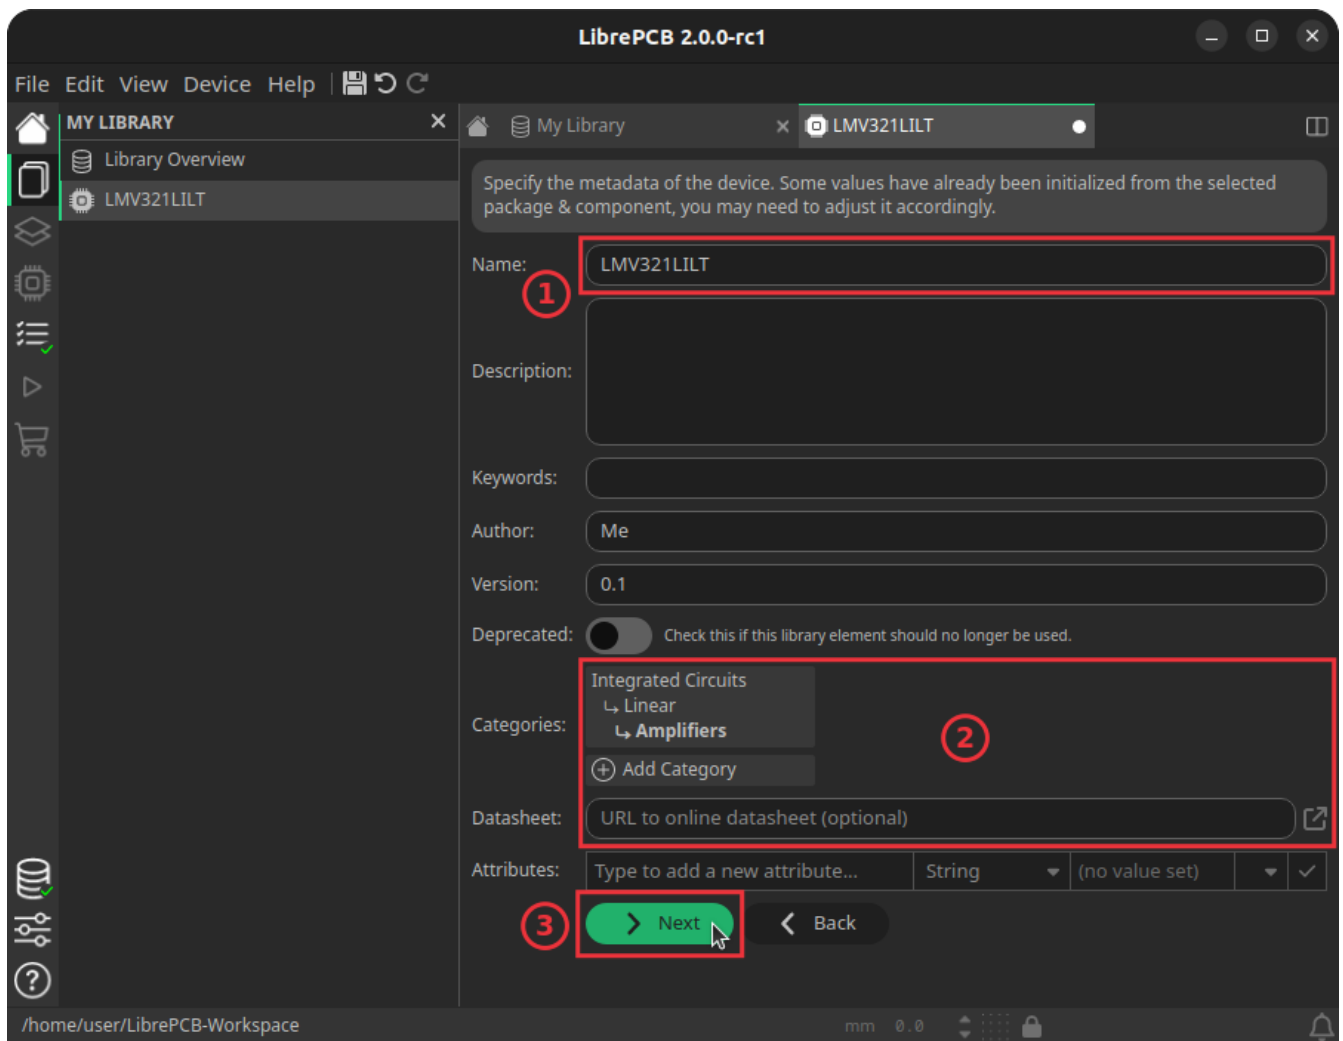 LibrePCB 2.0.0-rc1
File Edit View Device Help
MY LIBRARY
Library Overview
LMV321LILT
My Library
LMV321LILT
Specify the metadata of the device. Some values have already been initialized from the selected
package & component, you may need to adjust it accordingly.
Name:
LMV321LILT
1
Description:
Keywords:
Author:
Me
Version:
0.1
Deprecated:
Check this if this library element should no longer be used.
Categories:
Integrated Circuits
↳ Linear
↳ Amplifiers
2
Add Category
Datasheet:
URL to online datasheet (optional)
Attributes:
Type to add a new attribute...
String
(no value set)
3
Next
Back
/home/user/LibrePCB-Workspace
mm 0.0